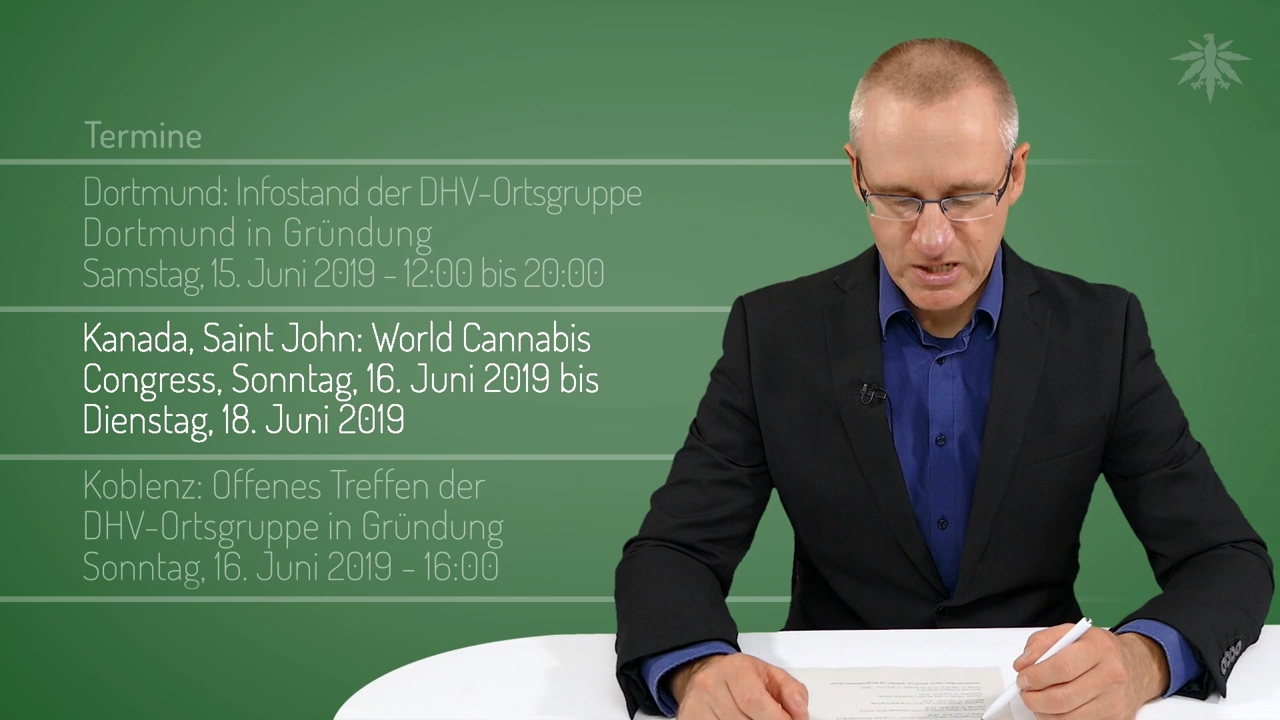 Termine
Dortmund: Infostand der DHV-Ortsgruppe
Dortmund in Gründung
Samstag, 15. Juni 2019 - 12:00 bis 20:00
Kanada, Saint John: World Cannabis
Congress, Sonntag, 16. Juni 2019 bis
Dienstag, 18. Juni 2019
Koblenz: Offenes Treffen der
DHV-Ortsgruppe in Gründung
Sonntag, 16. Juni 2019 - 16:00